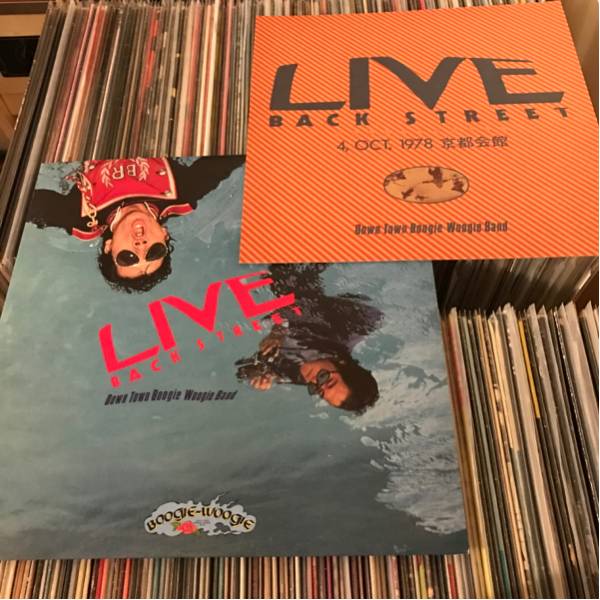 LIVE
BACK STREET
4, OCT, 1978 京都会館
Down Town Boogie Woogie Band
BR
LIVE
BACK STREET
Down Town Boogie Woogie Band
BOOGIE-WOOGIE